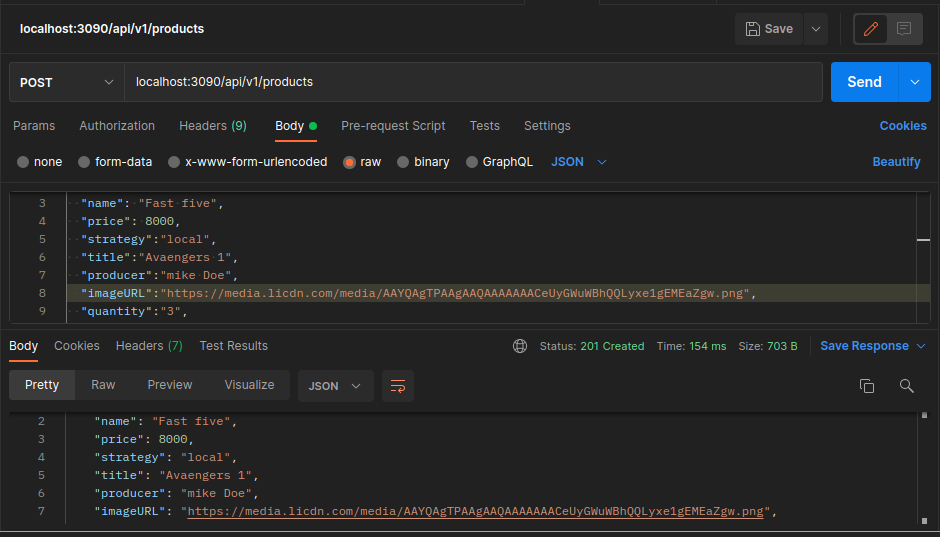 localhost:3090/api/v1/products
Save
POST
localhost:3090/api/v1/products
Send
Params Authorization Headers (9) Body Pre-request Script Tests Settings Cookies
none form-data x-www-form-urlencoded raw binary GraphQL JSON Beautify
3 "name": "Fast five",
4 "price": 8000,
5 "strategy":"local",
6 "title":"Avaengers 1",
7 "producer":"mike Doe",
8 "imageURL":"https://media.licdn.com/media/AAYQAgTPAAgAAQAAAAAAACeUyGWuWBhQQLyxe1gEMEaZgw.png",
9 "quantity":"3",
Body Cookies Headers (7) Test Results Status: 201 Created Time: 154 ms Size: 703 B Save Response
Pretty Raw Preview Visualize JSON
2 "name": "Fast five",
3 "price": 8000,
4 "strategy": "local",
5 "title": "Avaengers 1",
6 "producer": "mike Doe",
7 "imageURL": "https://media.licdn.com/media/AAYQAgTPAAgAAQAAAAAAACeUyGWuWBhQQLyxe1gEMEaZgw.png",